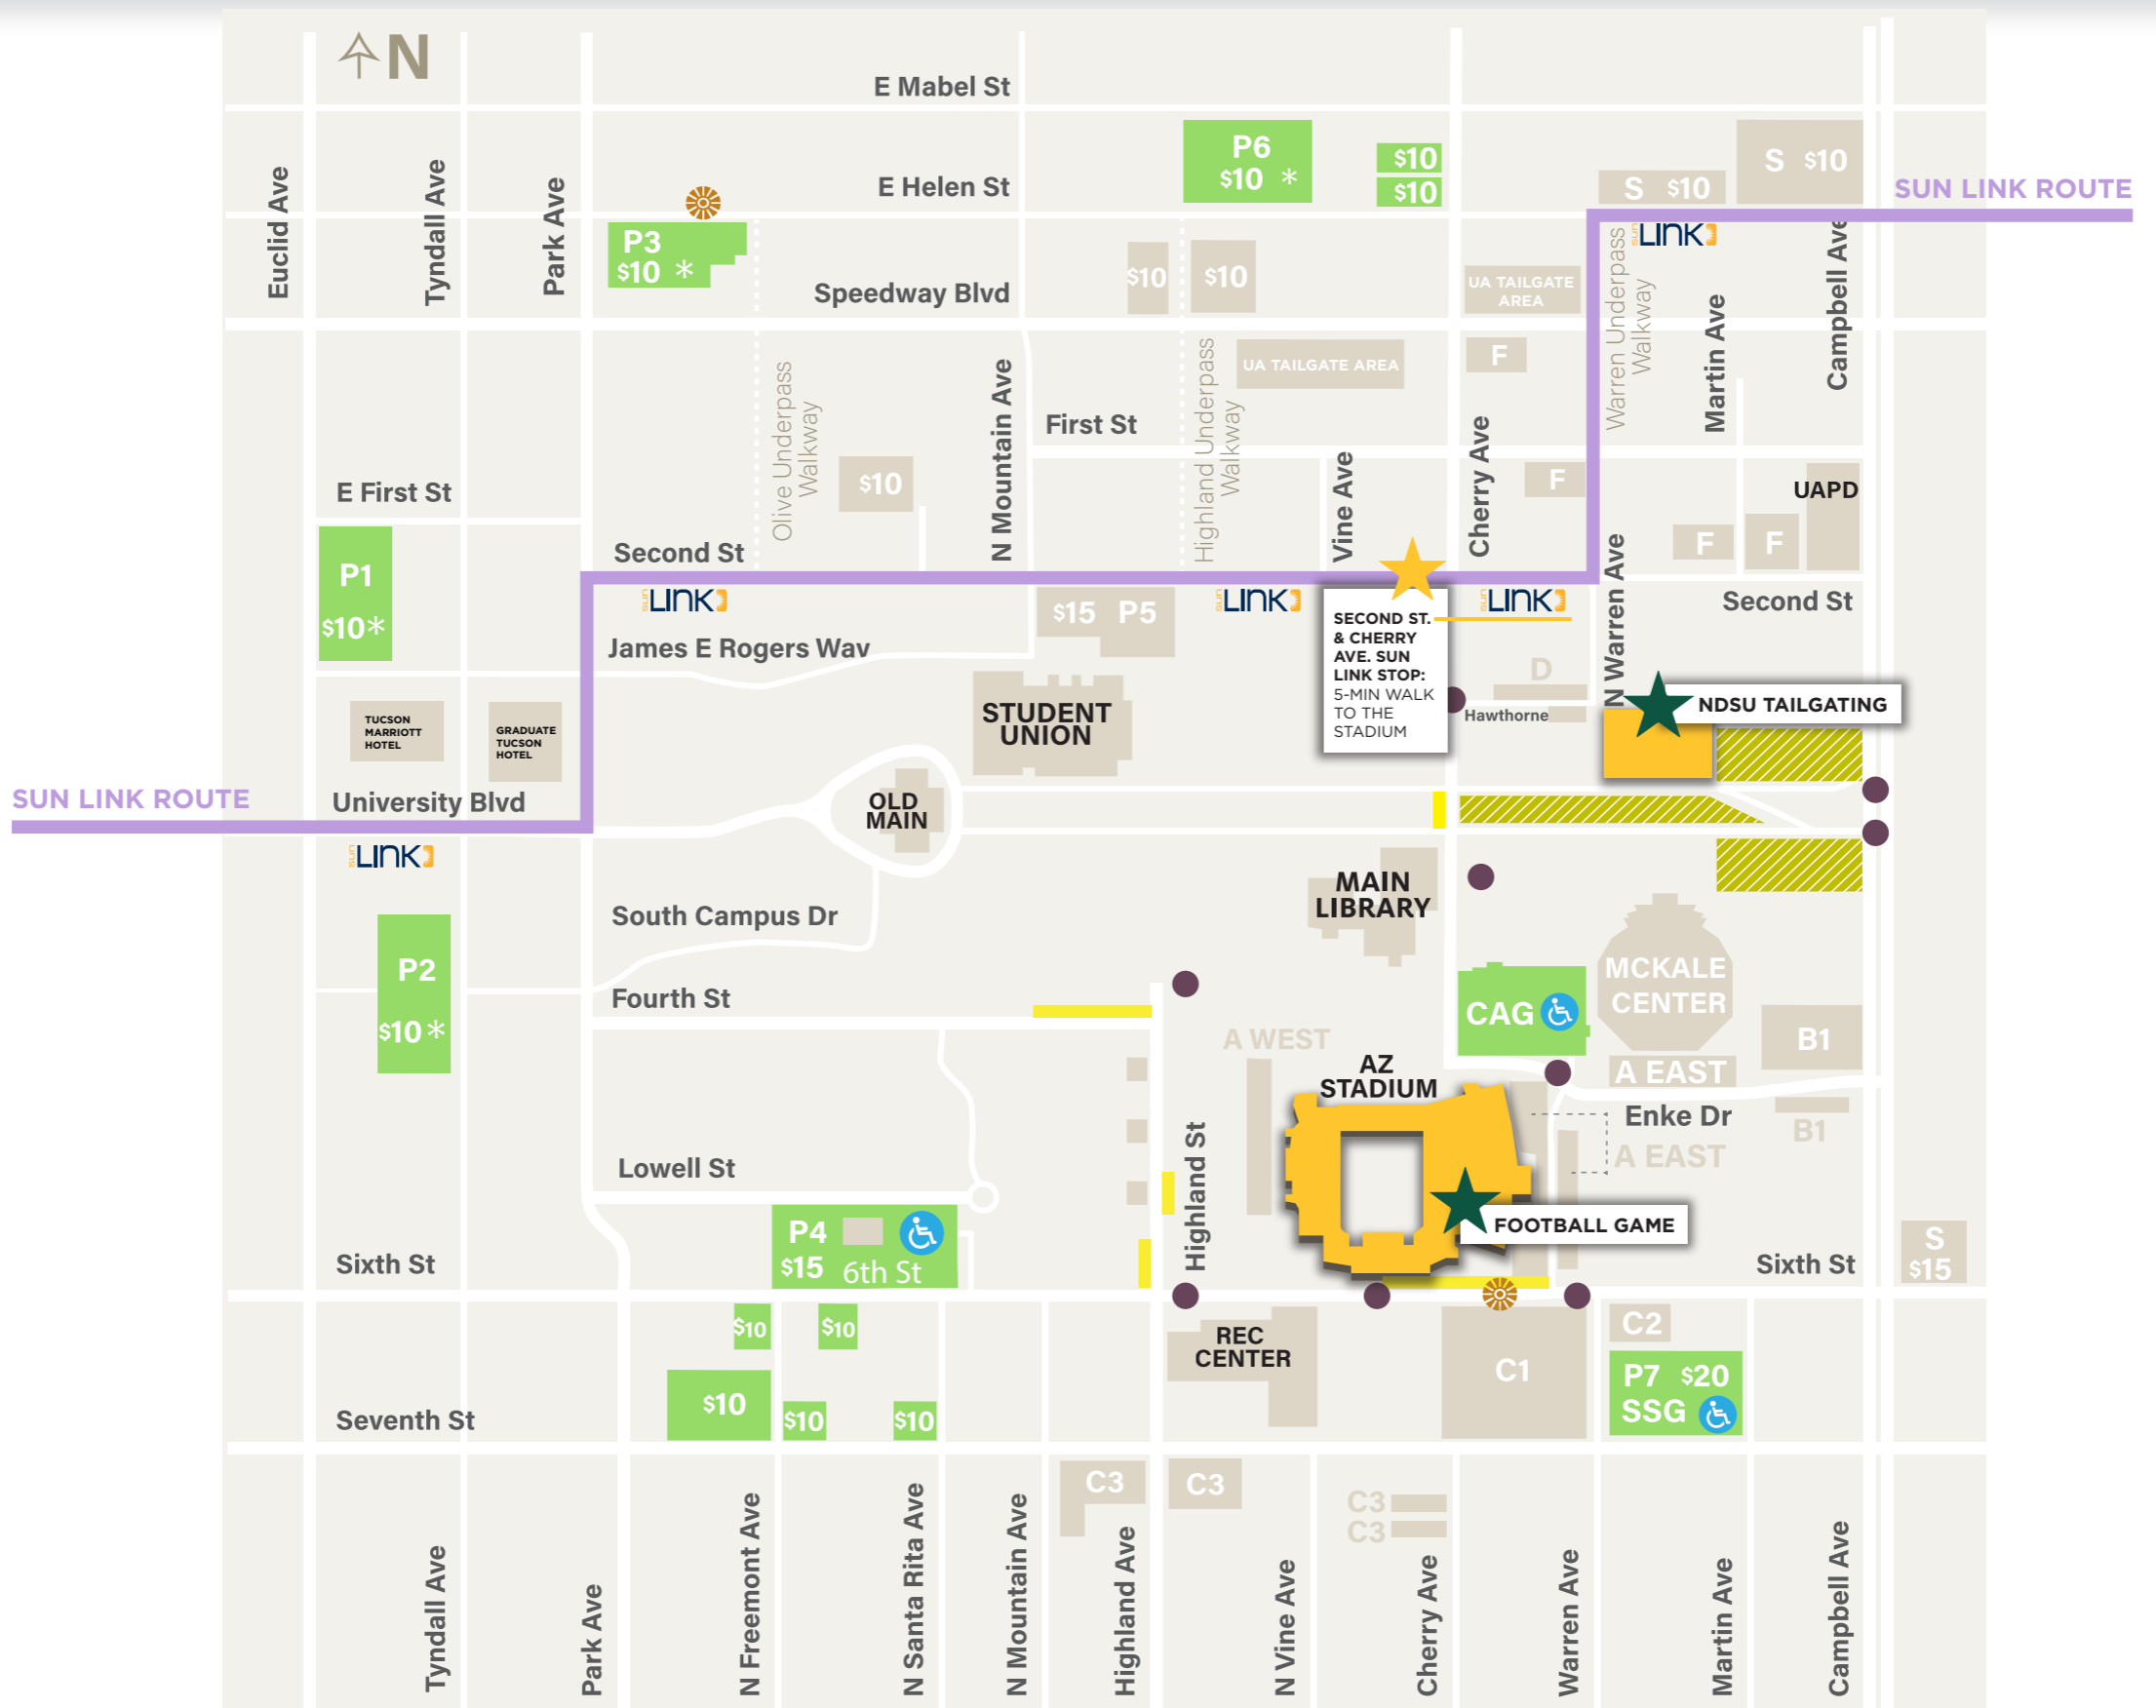 N
E Mabel St
P6
$10 *
$10
$10
S $10
S $10
SUN LINK ROUTE
E Helen St
Euclid Ave
Tyndall Ave
Park Ave
P3
$10 *
sun LINK
Speedway Blvd
$10
$10
UA TAILGATE
AREA
Warren Underpass
Walkway
Martin Ave
Campbell Ave
Olive Underpass
Walkway
N Mountain Ave
Highland Underpass
Walkway
UA TAILGATE AREA
F
First St
Vine Ave
Cherry Ave
F
E First St
$10
UAPD
F
F
P1
$10*
Second St
sun LINK
$15 P5
sun LINK
sun LINK
N Warren Ave
Second St
SECOND ST.
& CHERRY
AVE. SUN
LINK STOP:
5-MIN WALK
TO THE
STADIUM
James E Rogers Way
D
Hawthorne
NDSU TAILGATING
TUCSON
MARRIOTT
HOTEL
GRADUATE
TUCSON
HOTEL
STUDENT
UNION
SUN LINK ROUTE
University Blvd
OLD
MAIN
sun LINK
MAIN
LIBRARY
South Campus Dr
P2
$10*
Fourth St
CAG
MCKALE
CENTER
A WEST
B1
AZ
STADIUM
A EAST
Enke Dr
B1
A EAST
Highland St
Lowell St
P4
$15 6th St
FOOTBALL GAME
Sixth St
Sixth St
S
$15
$10
$10
REC
CENTER
C1
C2
P7 $20
SSG
$10
$10
$10
Seventh St
C3
C3
C3
C3
Tyndall Ave
Park Ave
N Freemont Ave
N Santa Rita Ave
N Mountain Ave
Highland Ave
N Vine Ave
Cherry Ave
Warren Ave
Martin Ave
Campbell Ave